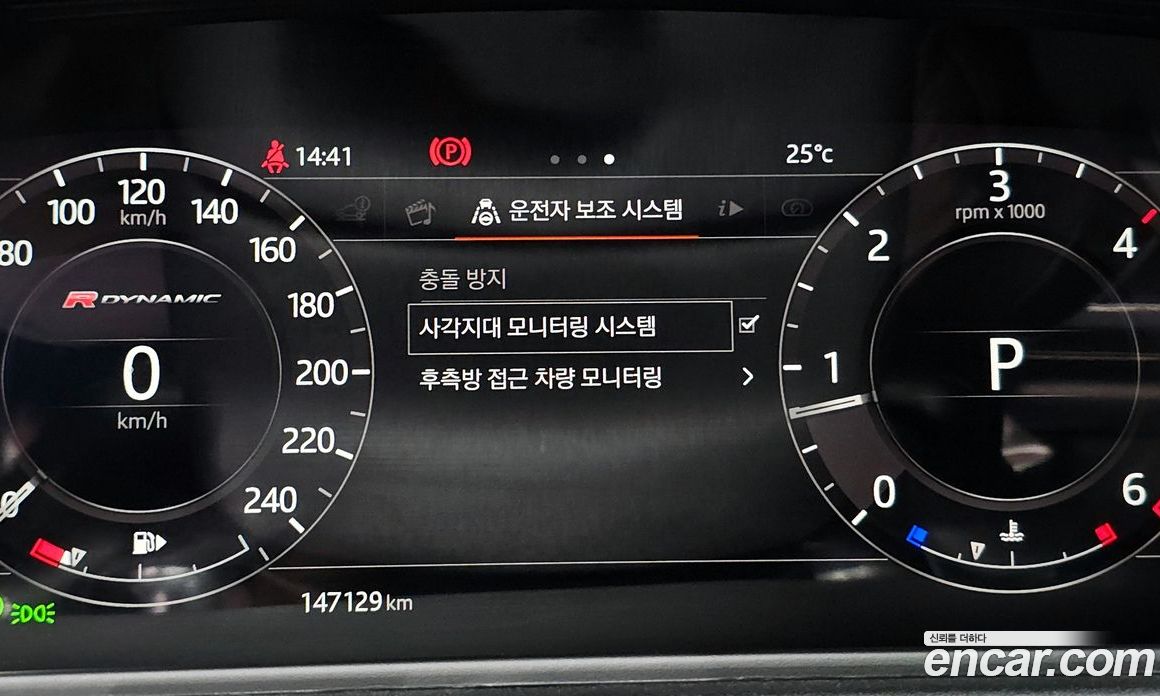 14:41
25°c
운전자 보조 시스템
i
충돌 방지
사각지대 모니터링 시스템
후측방 접근 차량 모니터링
80
100
120
km/h
140
160
180
200
220
240
R DYNAMIC
0
km/h
147129 km
3
rpm x 1000
2
4
1
0
6
P
P
신뢰를 더하다
encar.com